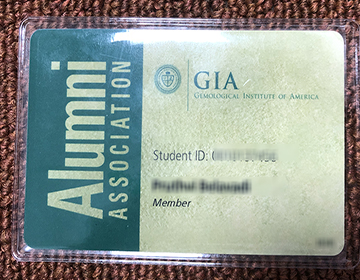 Alumni
ASSOCIATION
GIA
GEMOLOGICAL INSTITUTE OF AMERICA
Student ID:
Member